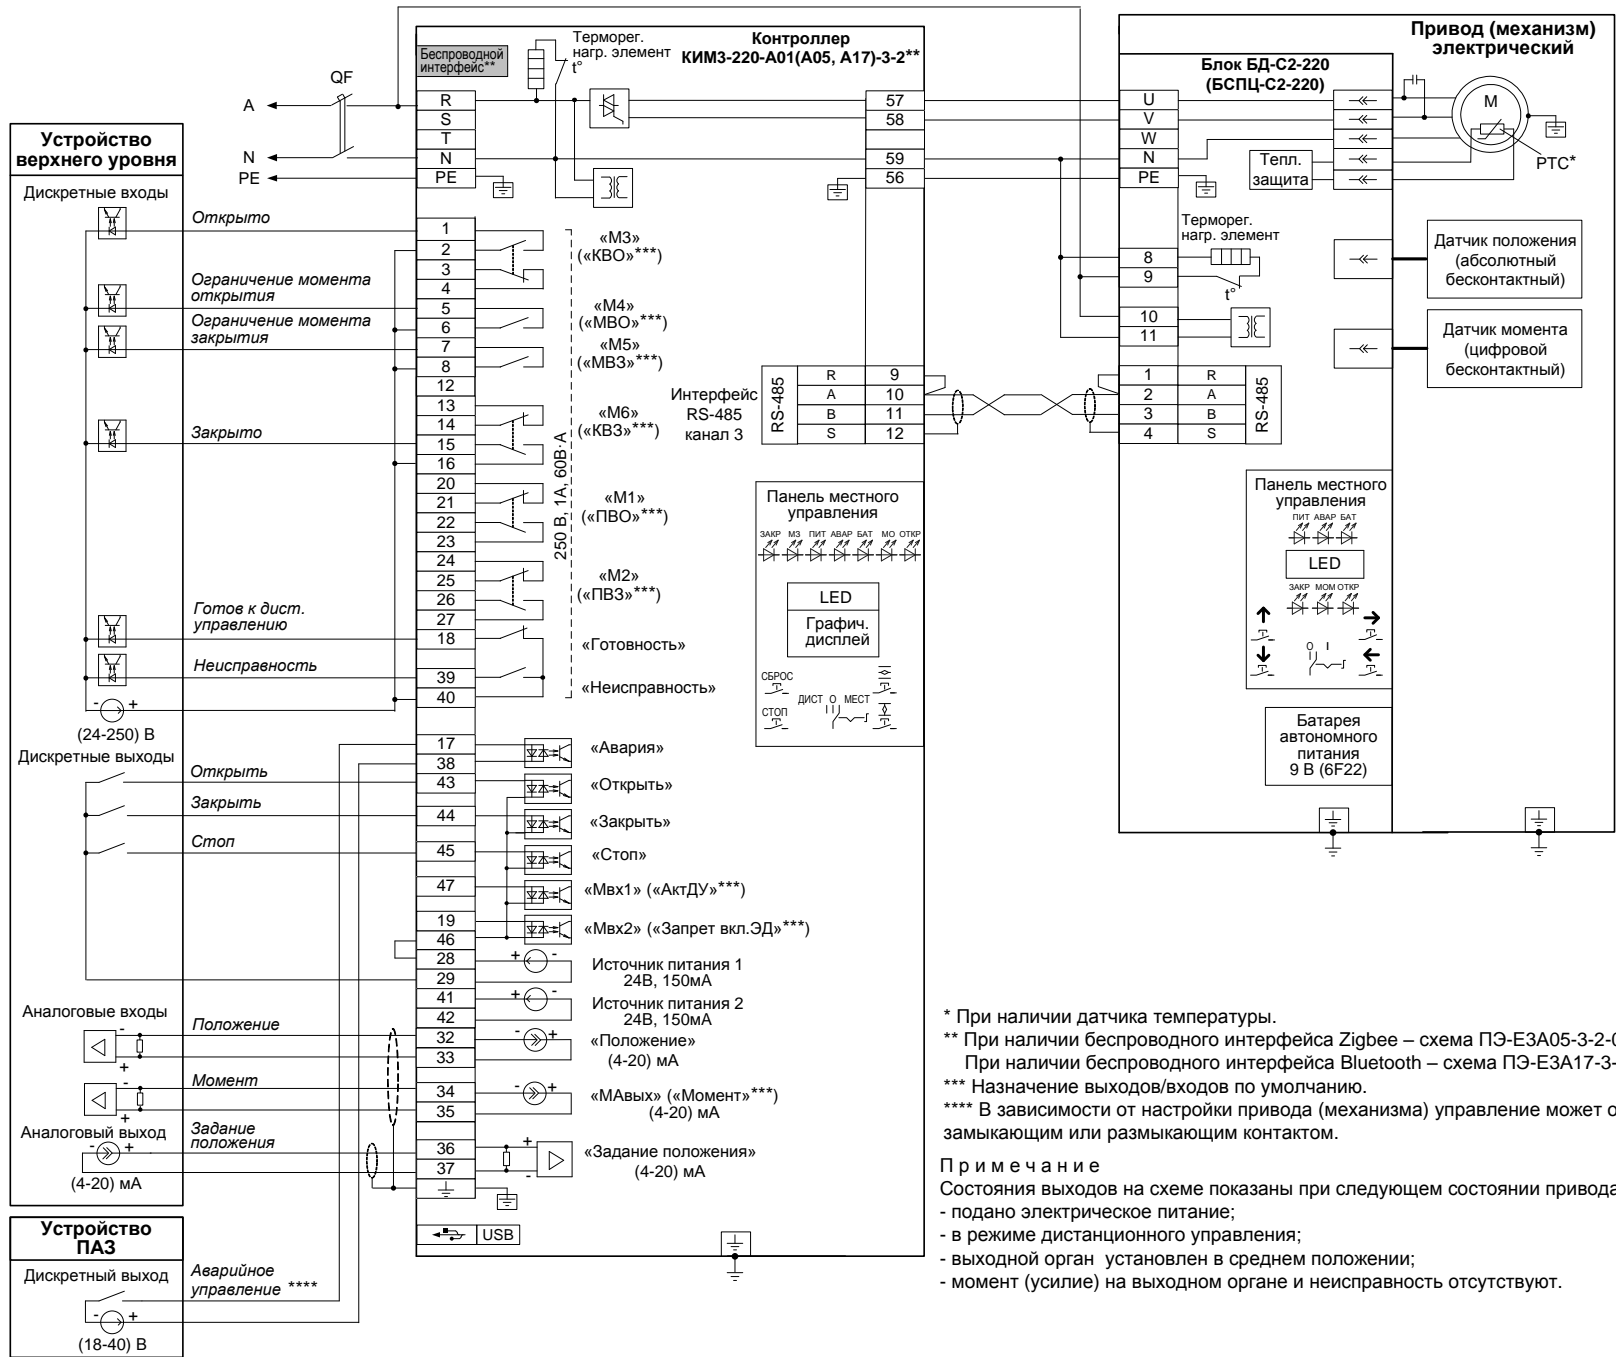 Привод (механизм)
электрический
Контроллер
КИМ3-220-А01(А05, А17)-3-2**
Беспроводной
интерфейс**
Терморег.
нагр. элемент
t°
QF
A
N
PE
R
S
T
N
PE
57
58
59
56
Блок БД-С2-220
(БСПЦ-С2-220)
U
V
W
N
PE
Тепл.
защита
M
PTC*
Терморег.
нагр. элемент
t°
8
9
10
11
Датчик положения
(абсолютный
бесконтактный)
Датчик момента
(цифровой
бесконтактный)
Устройство
верхнего уровня
Дискретные входы
Открыто
Ограничение момента
открытия
Ограничение момента
закрытия
Закрыто
Готов к дист.
управлению
Неисправность
- +
(24-250) В
Дискретные выходы
Открыть
Закрыть
Стоп
Аналоговые входы
Положение
- +
Момент
- +
Аналоговый выход
Задание
положения
- +
(4-20) мА
Устройство
ПАЗ
Дискретный выход
Аварийное
управление ****
- +
(18-40) В
1
2
3
4
5
6
7
8
12
13
14
15
16
20
21
22
23
24
25
26
27
18
39
40
17
38
43
44
45
47
19
46
28
29
41
42
32
33
34
35
36
37
USB
«М3»
(«КВО»***)
«М4»
(«МВО»***)
«М5»
(«МВЗ»***)
«М6»
(«КВЗ»***)
«М1»
(«ПВО»***)
«М2»
(«ПВЗ»***)
«Готовность»
«Неисправность»
250 В, 1А, 60В·А
«Авария»
«Открыть»
«Закрыть»
«Стоп»
«Мвх1» («АктДУ»***)
«Мвх2» («Запрет вкл.ЭД»***)
+ -
Источник питания 1
24В, 150мА
+ -
Источник питания 2
24В, 150мА
- +
«Положение»
(4-20) мА
- +
«МАвых» («Момент»***)
(4-20) мА
+ -
«Задание положения»
(4-20) мА
Интерфейс
RS-485
канал 3
RS-485
R 9
A 10
B 11
S 12
1 R
2 A
3 B
4 S
RS-485
Панель местного
управления
ЗАКР МЗ ПИТ АВАР БАТ МО ОТКР
LED
Графич.
дисплей
СБРОС
СТОП
ДИСТ О МЕСТ
Панель местного
управления
ПИТ АВАР БАТ
LED
ЗАКР МОМ ОТКР
O I
Батарея
автономного
питания
9 В (6F22)
* При наличии датчика температуры.
** При наличии беспроводного интерфейса Zigbee – схема ПЭ-Е3А05-3-2-0
При наличии беспроводного интерфейса Bluetooth – схема ПЭ-Е3А17-3-
*** Назначение выходов/входов по умолчанию.
**** В зависимости от настройки привода (механизма) управление может о
замыкающим или размыкающим контактом.
П р и м е ч а н и е
Состояния выходов на схеме показаны при следующем состоянии привода
- подано электрическое питание;
- в режиме дистанционного управления;
- выходной орган установлен в среднем положении;
- момент (усилие) на выходном органе и неисправность отсутствуют.